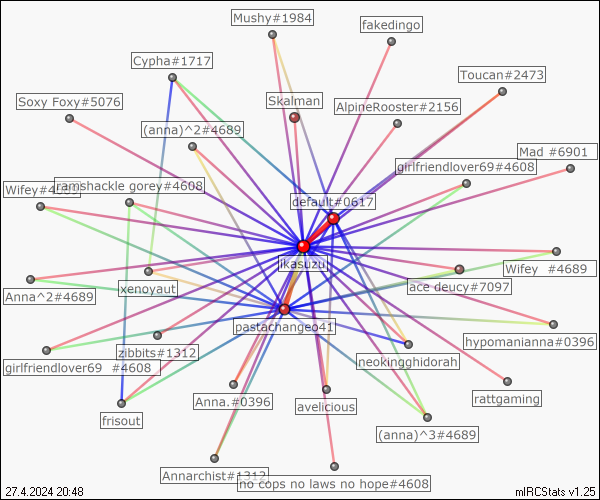 Mushy#1984
fakedingo
Cypha#1717
Toucan#2473
Soxy Foxy#5076
Skalman
AlpineRooster#2156
(anna)^2#4689
Mad #6901
girlfriendlover69#4608
Wifey#4689
ramshackle gorey#4608
default#0617
ikasuzu
Wifey #4689
Anna^2#4689
xenoyaut
ace deucy#7097
pastachangeo41
hypomanianna#0396
zibbits#1312
neokingghidorah
girlfriendlover69 #4608
rattgaming
Anna.#0396
avelicious
frisout
(anna)^3#4689
Annarchist#1312
no cops no laws no hope#4608
27.4.2024 20:48
mIRCStats v1.25